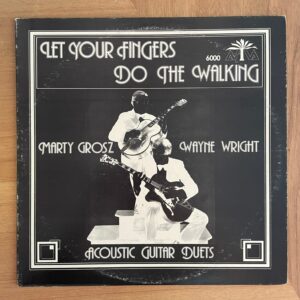 LET YOUR FINGERS
DO THE WALKING
6000
MARTY GROSZ
WAYNE WRIGHT
ACOUSTIC GUITAR DUETS